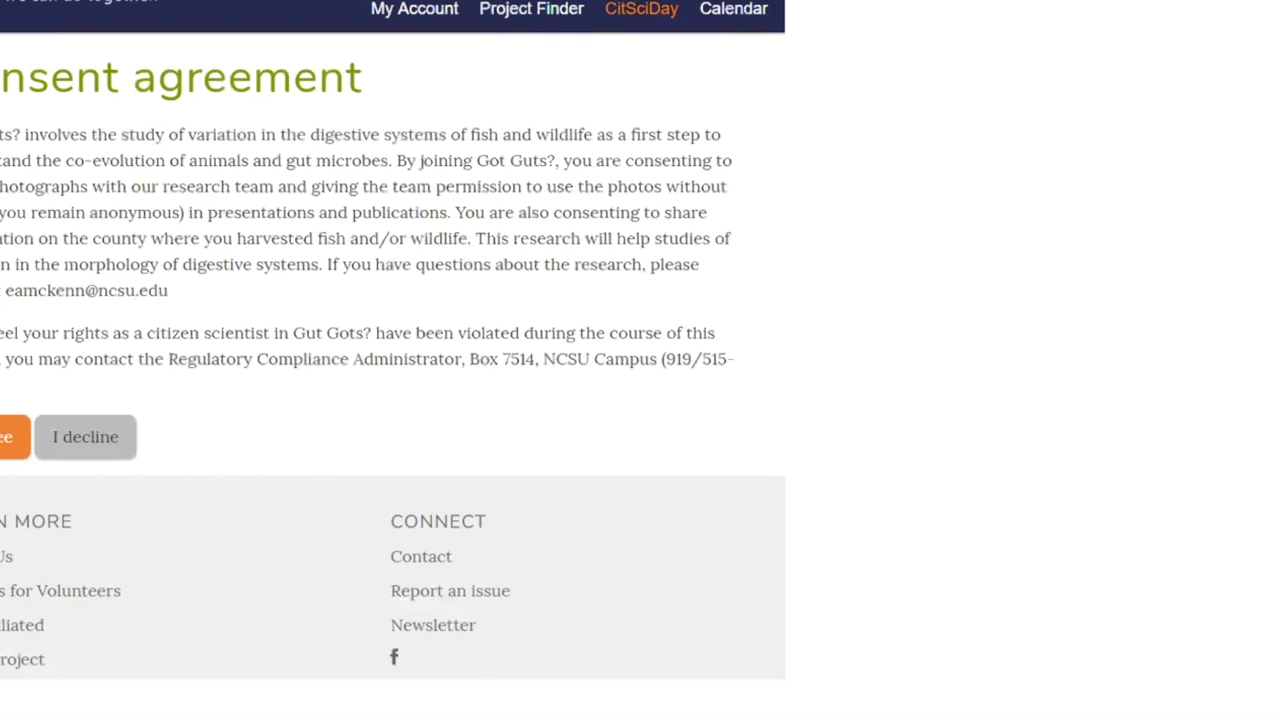 My Account Project Finder CitSciDay Calendar
nsent agreement
ts? involves the study of variation in the digestive systems of fish and wildlife as a first step to
tand the co-evolution of animals and gut microbes. By joining Got Guts?, you are consenting to
hotographs with our research team and giving the team permission to use the photos without
you remain anonymous) in presentations and publications. You are also consenting to share
ation on the county where you harvested fish and/or wildlife. This research will help studies of
n in the morphology of digestive systems. If you have questions about the research, please
eamckenn@ncsu.edu
eel your rights as a citizen scientist in Gut Gots? have been violated during the course of this
, you may contact the Regulatory Compliance Administrator, Box 7514, NCSU Campus (919/515-
ee I decline
N MORE
Us
s for Volunteers
liated
roject
CONNECT
Contact
Report an issue
Newsletter
f